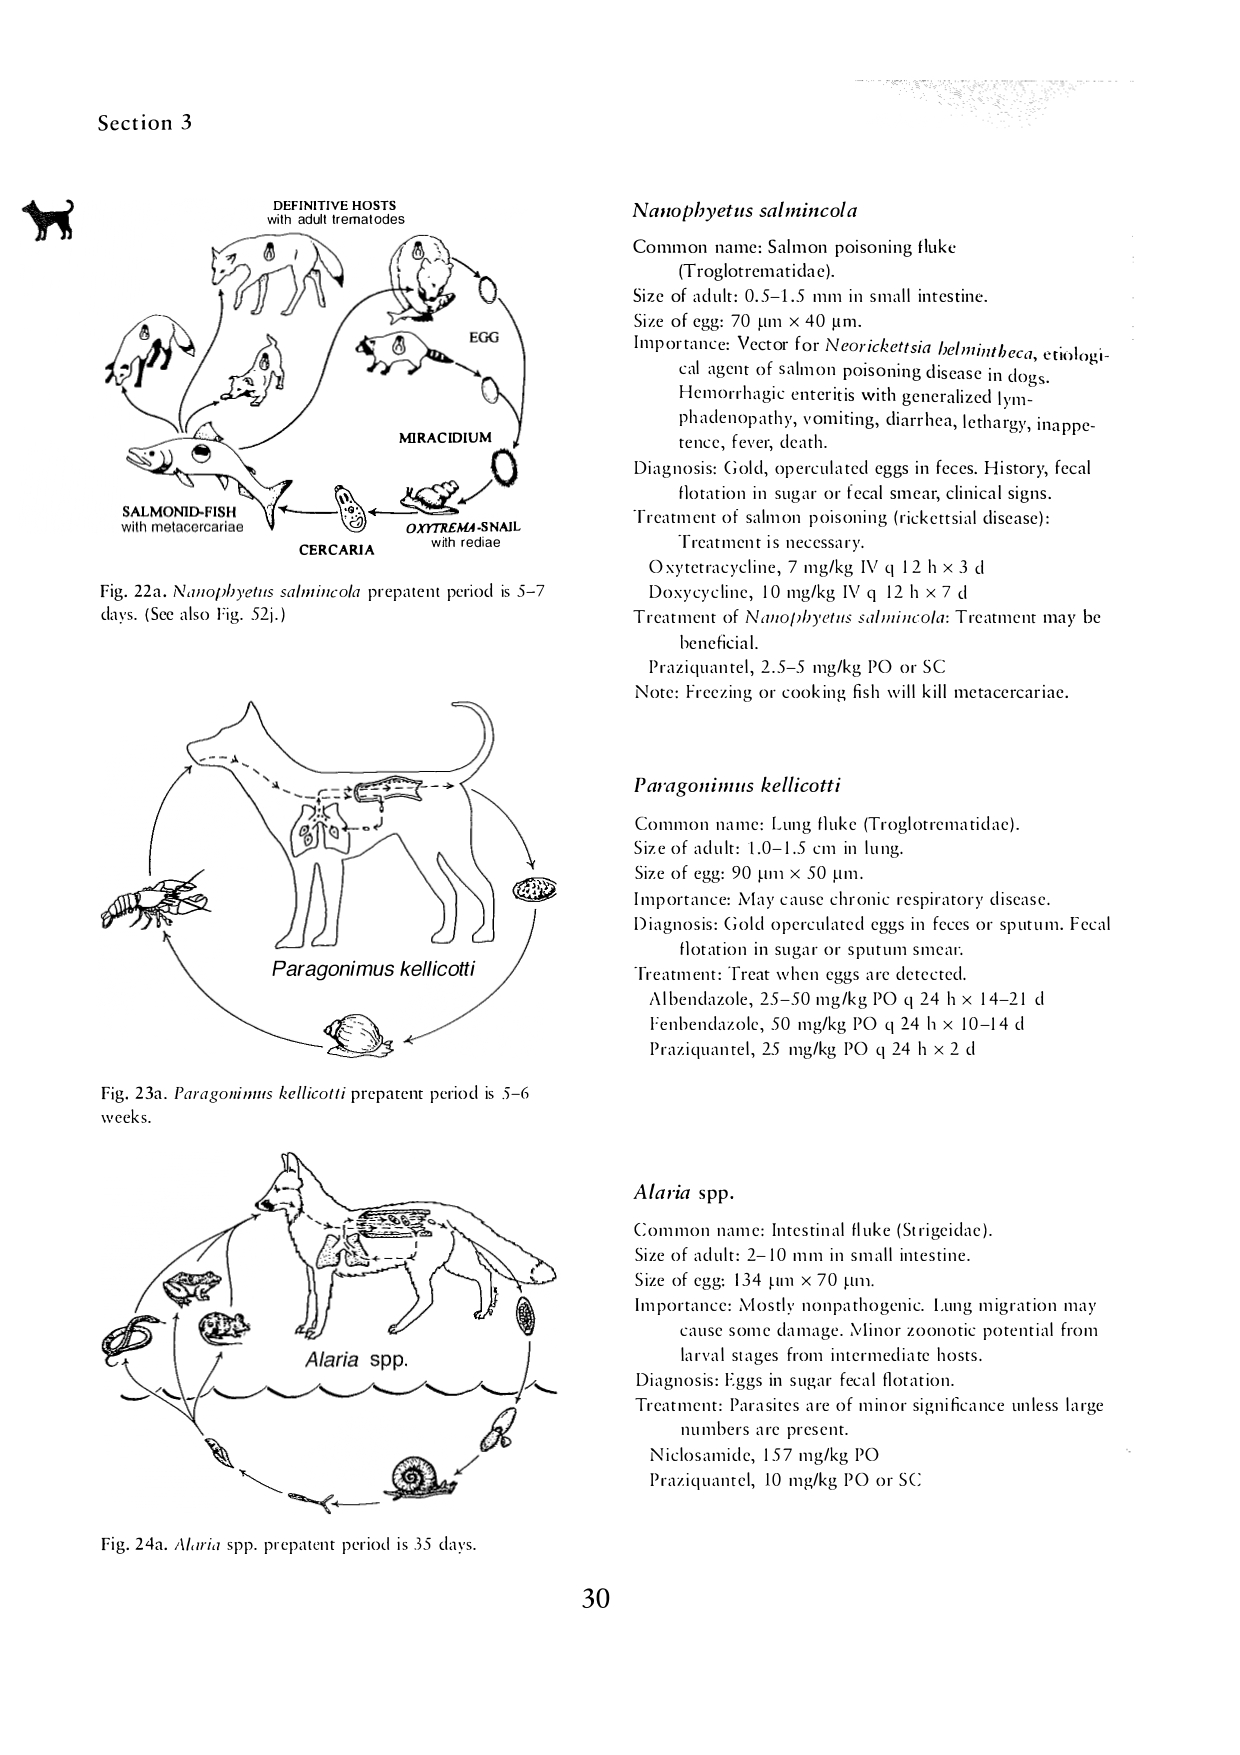 Section 3
DEFINITIVE HOSTS
with adult trematodes
EGG
MIRACIDIUM
SALMONID-FISH
with metacercariae
OXYTREMA-SNAIL
with rediae
CERCARIA
Fig. 22a. Nanophyetus salmincola prepatent period is 5–7
days. (See also Fig. 52j.)
Paragonimus kellicotti
Fig. 23a. Paragonimus kellicotti prepatent period is 5–6
weeks.
Alaria spp.
Fig. 24a. Alaria spp. prepatent period is 35 days.
Nanophyetus salmincola
Common name: Salmon poisoning fluke
(Troglotrematidae).
Size of adult: 0.5–1.5 mm in small intestine.
Size of egg: 70 µm × 40 µm.
Importance: Vector for Neorickettsia helmintheca, etiologi-
cal agent of salmon poisoning disease in dogs.
Hemorrhagic enteritis with generalized lym-
phadenopathy, vomiting, diarrhea, lethargy, inappe-
tence, fever, death.
Diagnosis: Gold, operculated eggs in feces. History, fecal
flotation in sugar or fecal smear, clinical signs.
Treatment of salmon poisoning (rickettsial disease):
Treatment is necessary.
Oxytetracycline, 7 mg/kg IV q 12 h × 3 d
Doxycycline, 10 mg/kg IV q 12 h × 7 d
Treatment of Nanophyetus salmincola: Treatment may be
beneficial.
Praziquantel, 2.5–5 mg/kg PO or SC
Note: Freezing or cooking fish will kill metacercariae.
Paragonimus kellicotti
Common name: Lung fluke (Troglotrematidae).
Size of adult: 1.0–1.5 cm in lung.
Size of egg: 90 µm × 50 µm.
Importance: May cause chronic respiratory disease.
Diagnosis: Gold operculated eggs in feces or sputum. Fecal
flotation in sugar or sputum smear.
Treatment: Treat when eggs are detected.
Albendazole, 25–50 mg/kg PO q 24 h × 14–21 d
Fenbendazole, 50 mg/kg PO q 24 h × 10–14 d
Praziquantel, 25 mg/kg PO q 24 h × 2 d
Alaria spp.
Common name: Intestinal fluke (Strigeidae).
Size of adult: 2–10 mm in small intestine.
Size of egg: 134 µm × 70 µm.
Importance: Mostly nonpathogenic. Lung migration may
cause some damage. Minor zoonotic potential from
larval stages from intermediate hosts.
Diagnosis: Eggs in sugar fecal flotation.
Treatment: Parasites are of minor significance unless large
numbers are present.
Niclosamide, 157 mg/kg PO
Praziquantel, 10 mg/kg PO or SC
30